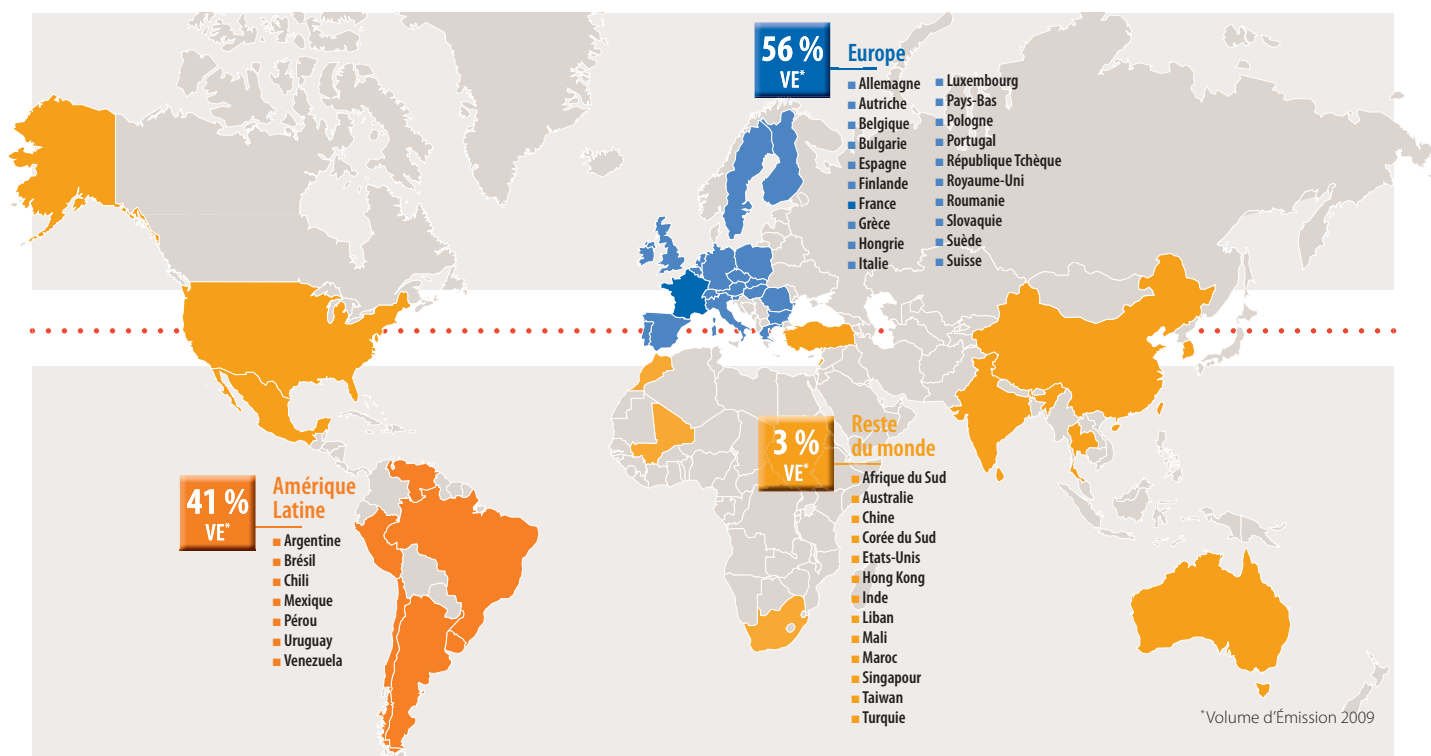 56 %
VE*
Europe
Allemagne
Autriche
Belgique
Bulgarie
Espagne
Finlande
France
Grèce
Hongrie
Italie
Luxembourg
Pays-Bas
Pologne
Portugal
République Tchèque
Royaume-Uni
Roumanie
Slovaquie
Suède
Suisse
41 %
VE*
Amérique
Latine
Argentine
Brésil
Chili
Mexique
Pérou
Uruguay
Venezuela
3 %
VE*
Reste
du monde
Afrique du Sud
Australie
Chine
Corée du Sud
Etats-Unis
Hong Kong
Inde
Liban
Mali
Maroc
Singapour
Taiwan
Turquie
*Volume d'Émission 2009